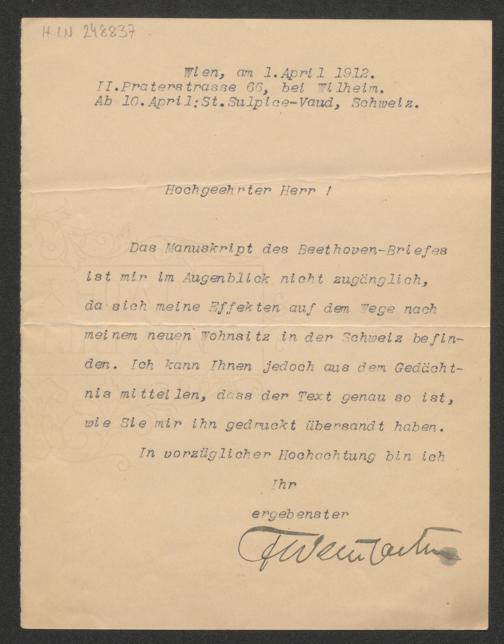 H I N 248837
Wien, am 1.April 1912.
II.Praterstrasse 66, bei Wilheim.
Ab 10.April:St.Sulpice-Vaud, Schweiz.
Hochgeehrter Herr !
Das Manuskript des Beethoven-Briefes
ist mir im Augenblick nicht zugänglich,
da sich meine Effekten auf dem Wege nach
meinem neuen Wohnsitz in der Schweiz befin-
den. Ich kann Ihnen jedoch aus dem Gedächt-
nis mitteilen, dass der Text genau so ist,
wie Sie mir ihn gedruckt übersandt haben.
In vorzüglicher Hochachtung bin ich
Ihr
ergebenster
FWeingartner